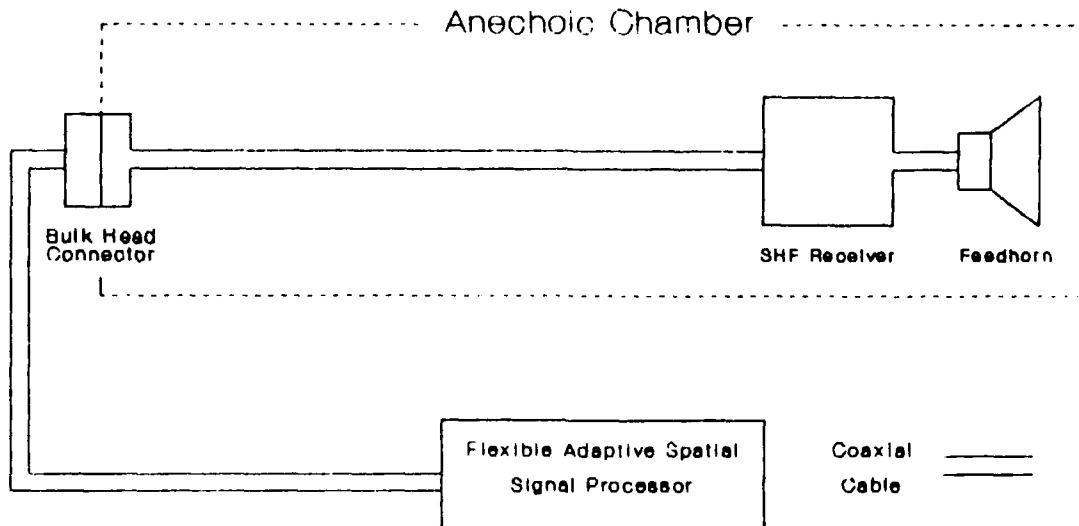 Anechoic Chamber
Bulk Head
Connector
SHF Receiver
Feedhorn
Flexible Adaptive Spatial
Signal Processor
Coaxial
Cable